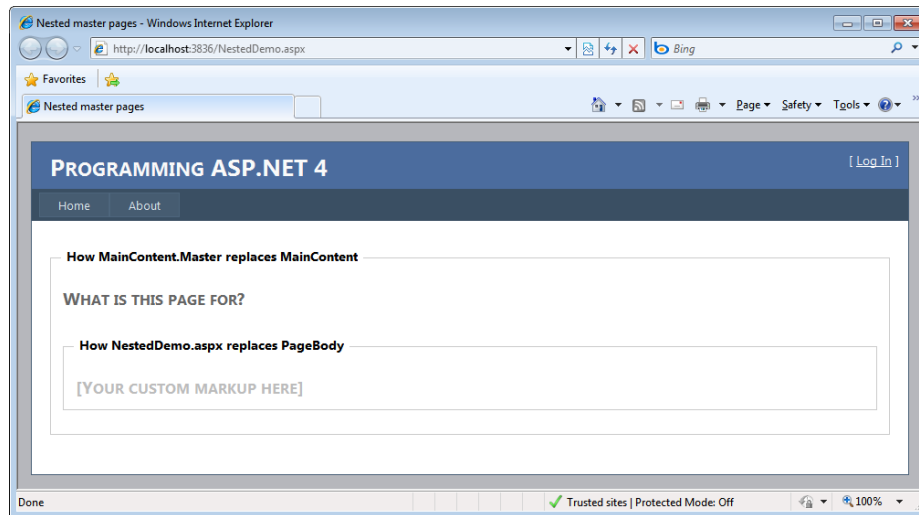 Nested master pages - Windows Internet Explorer
http://localhost:3836/NestedDemo.aspx
Bing
Favorites
Nested master pages
Page Safety Tools
PROGRAMMING ASP.NET 4
[ Log In ]
Home About
How MainContent.Master replaces MainContent
WHAT IS THIS PAGE FOR?
How NestedDemo.aspx replaces PageBody
[YOUR CUSTOM MARKUP HERE]
Done
Trusted sites | Protected Mode: Off
100%